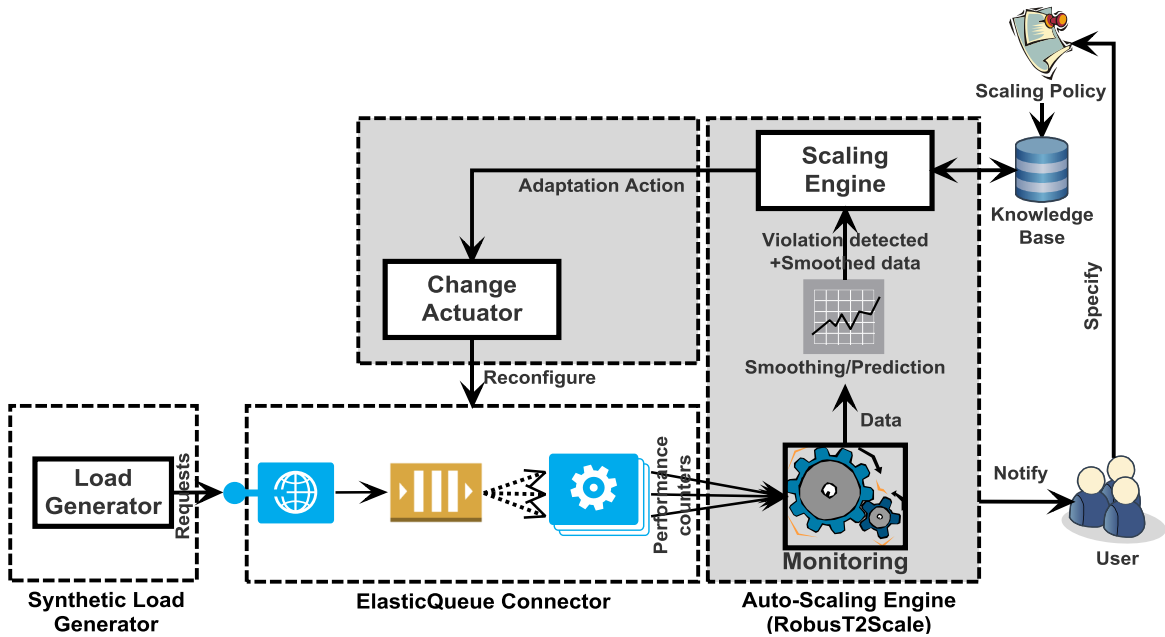 Scaling Policy
Scaling
Engine
Adaptation Action
Knowledge
Base
Violation detected
+Smoothed data
Change
Actuator
Specify
Smoothing/Prediction
Reconfigure
Data
Load
Generator
Requests
Performance
counters
Notify
Monitoring
User
Synthetic Load
Generator
ElasticQueue Connector
Auto-Scaling Engine
(RobusT2Scale)